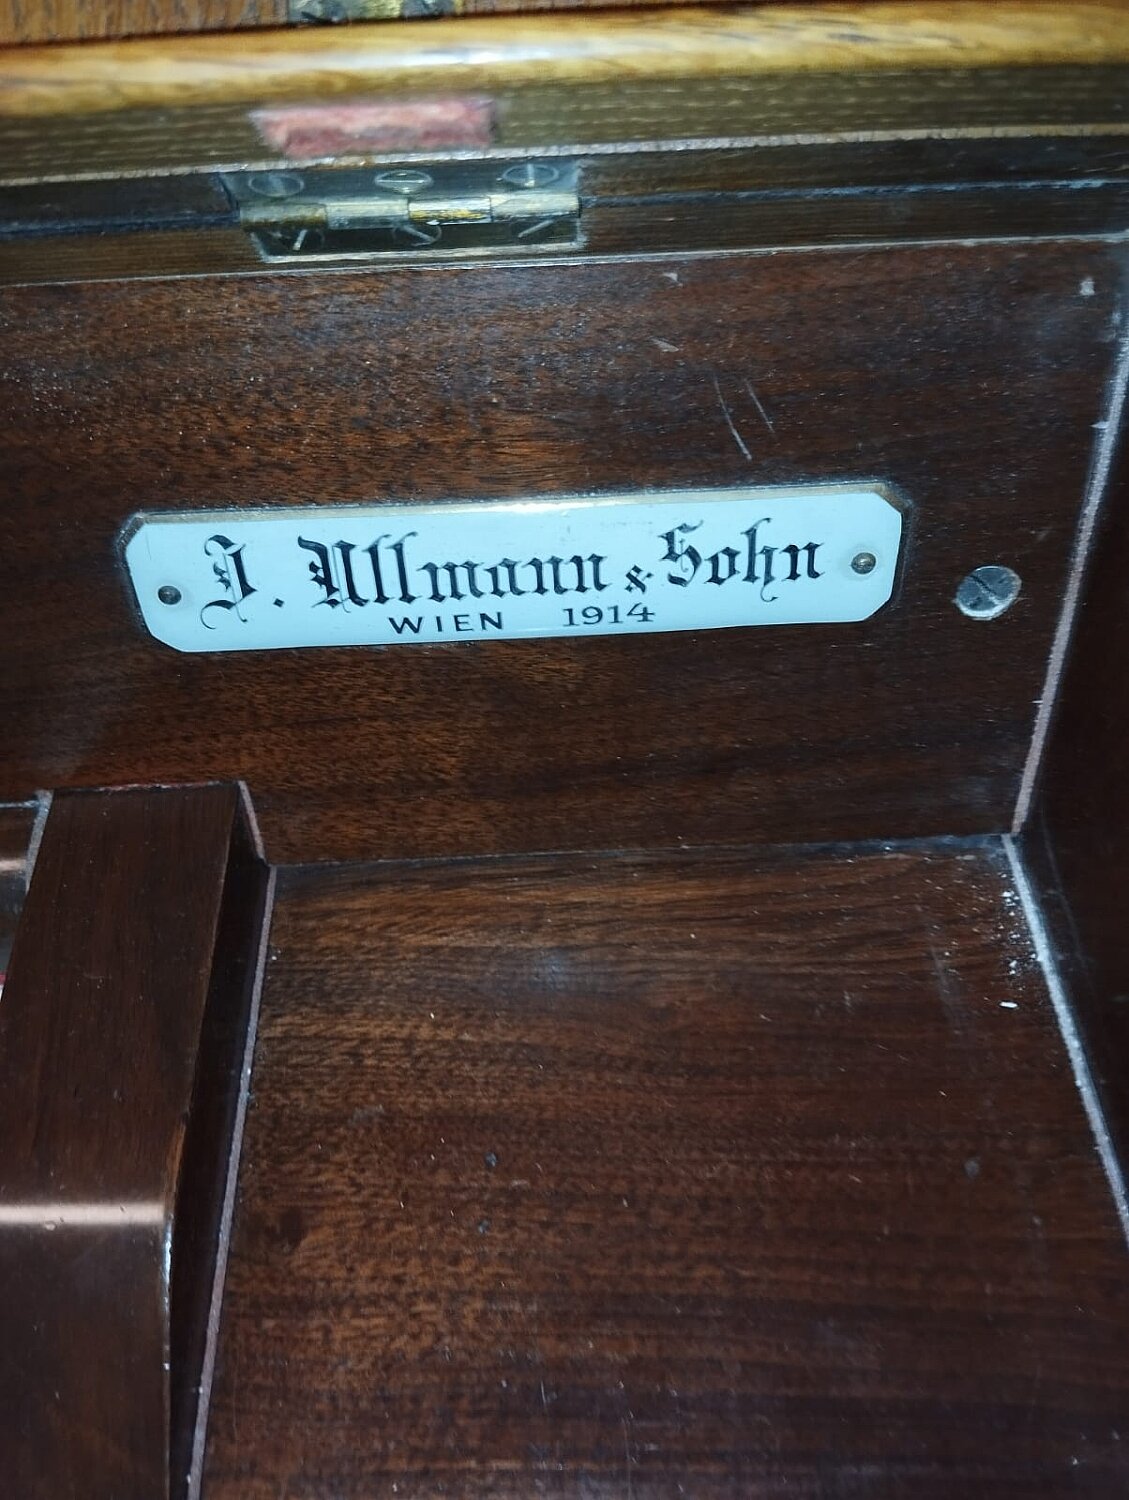 J. Ullmann & Sohn
WIEN 1914